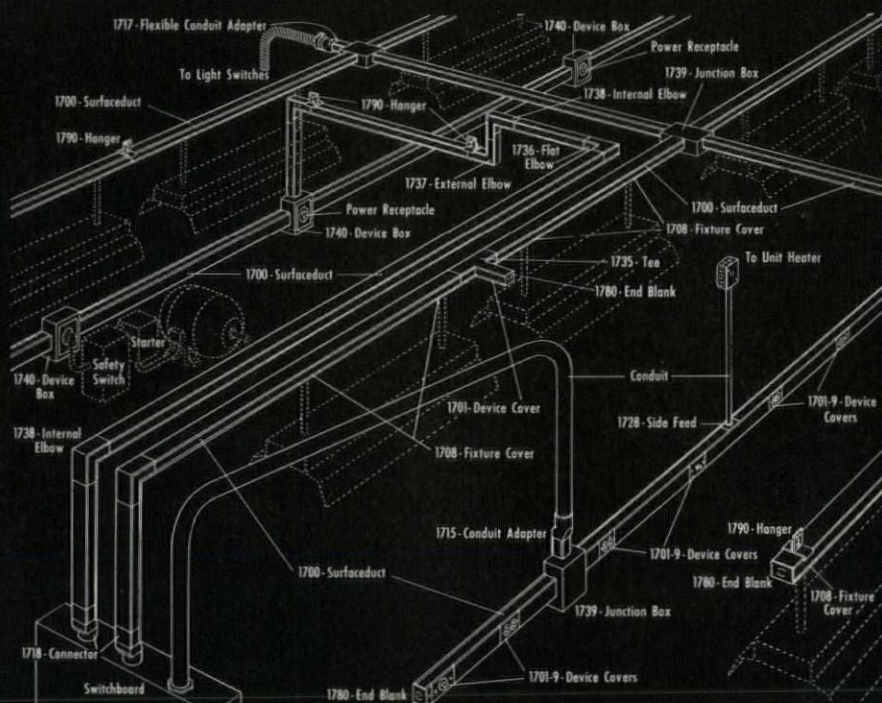 1717-Flexible Conduit Adapter
1740-Device Box
Power Receptacle
To Light Switches
1739-Junction Box
1738-Internal Elbow
1700-Surfaceduct
1790-Hanger
1790-Hanger
1736-Flat
Elbow
1737-External Elbow
Power Receptacle
1740-Device Box
1700-Surfaceduct
1708-Fixture Cover
1735-Tee
To Unit Heater
1700-Surfaceduct
1780-End Blank
Starter
Safety
Switch
1740-Device
Box
Conduit
1701-Device Cover
1701-9-Device
Covers
1728-Side Feed
1738-Internal
Elbow
1708-Fixture Cover
1715-Conduit Adapter
1790-Hanger
1701-9-Device Covers
1780-End Blank
1700-Surfaceduct
1708-Fixture
Cover
1739-Junction Box
1718-Connector
1701-9-Device Covers
Switchboard
1780-End Blank